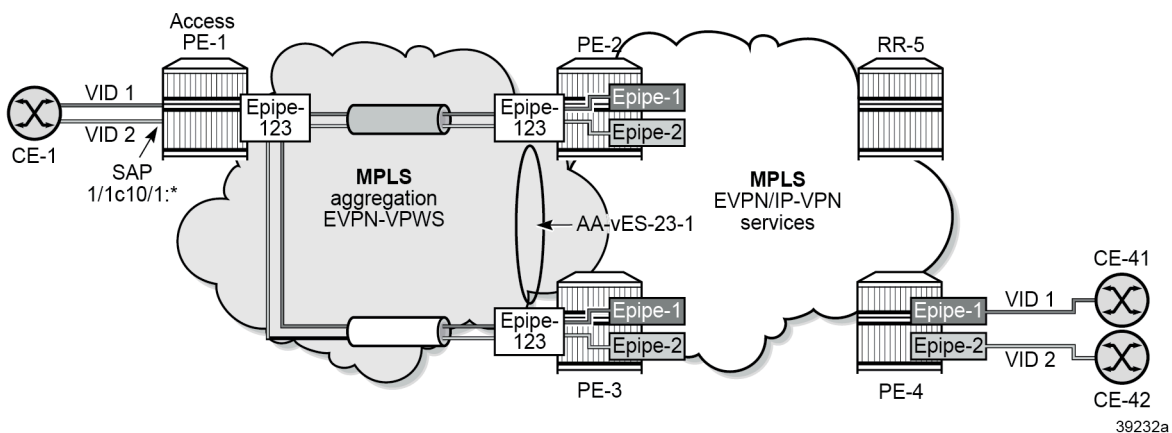 Access
PE-1
PE-2
RR-5
VID 1
VID 2
CE-1
SAP
1/1c10/1:*
Epipe-
123
Epipe-
123
Epipe-1
Epipe-2
MPLS
aggregation
EVPN-VPWS
MPLS
EVPN/IP-VPN
services
AA-vES-23-1
Epipe-
123
Epipe-1
Epipe-2
PE-3
Epipe-1
Epipe-2
PE-4
VID 1
VID 2
CE-41
CE-42
39232a